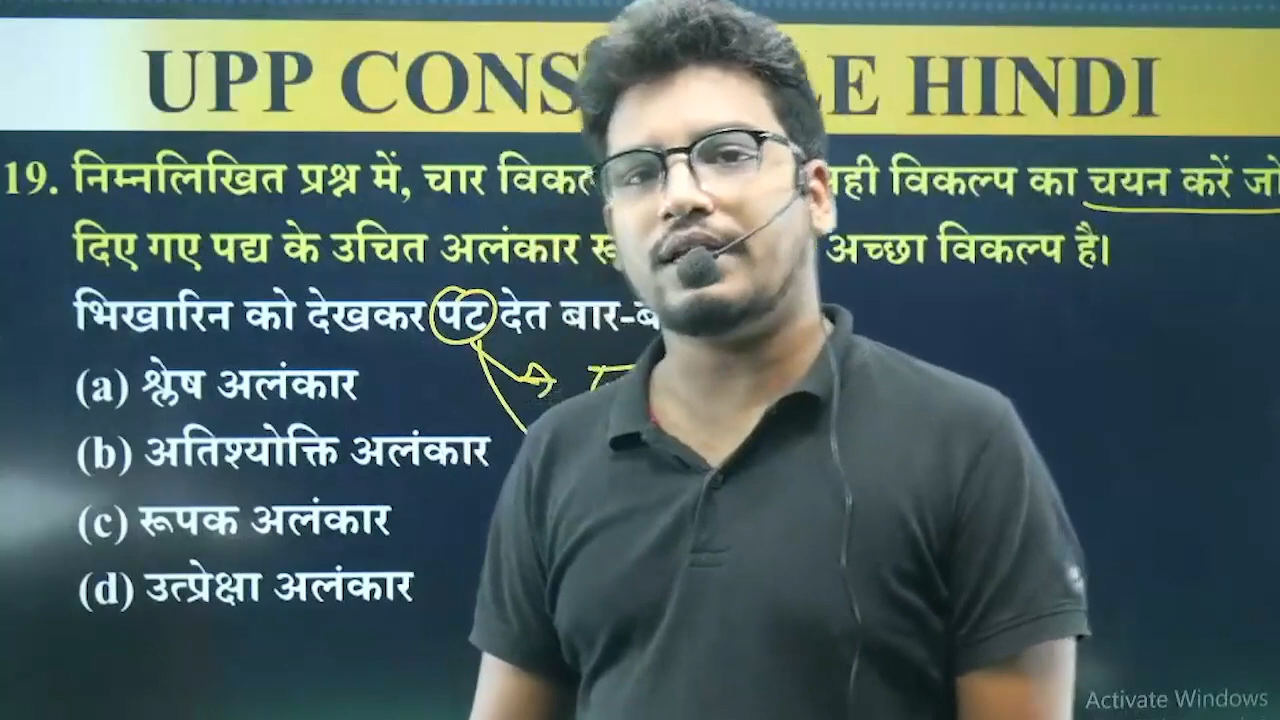 UPP CONS E HINDI
19. निम्नलिखित प्रश्न में, चार विकल्प सही विकल्प का चयन करें जो
दिए गए पद्य के उचित अलंकार अच्छा विकल्प है।
भिखारिन को देखकर पट देत बार-
(a) श्लेष अलंकार
(b) अतिश्योक्ति अलंकार
(c) रूपक अलंकार
(d) उत्प्रेक्षा अलंकार
Activate Windows